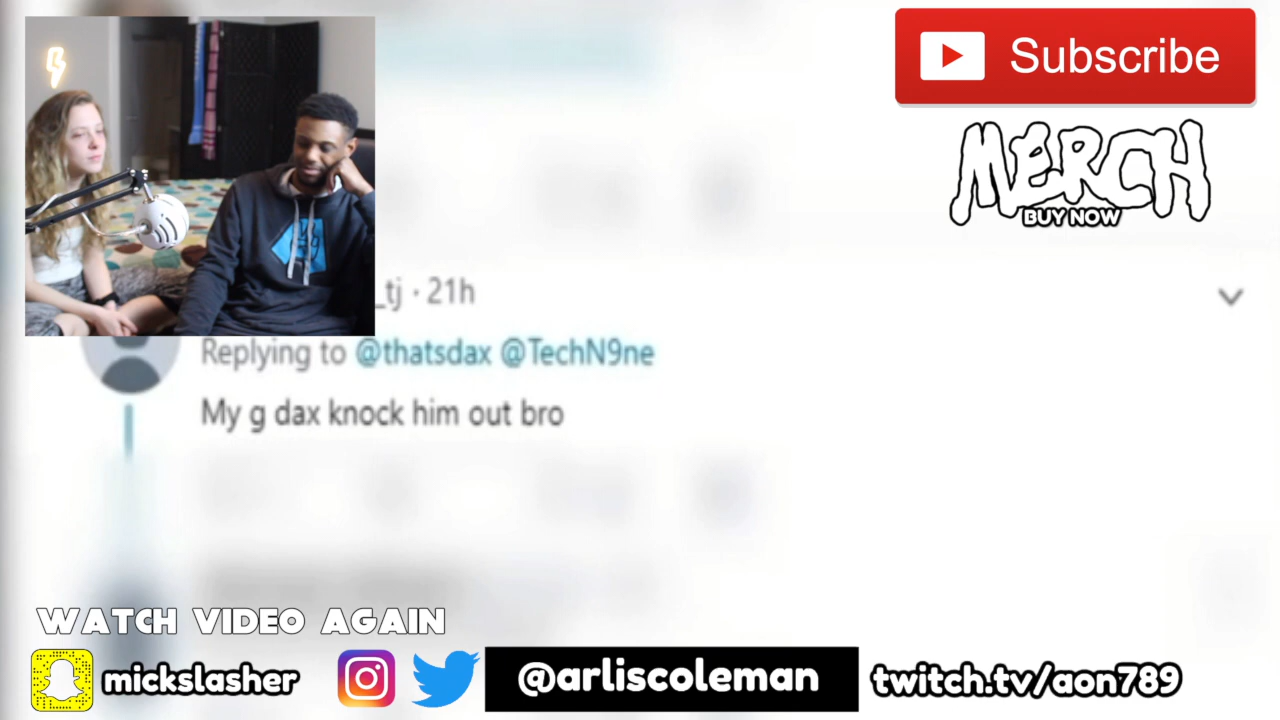 Subscribe
MERCH
BUY NOW
_tj · 21h
Replying to @thatsdax @TechN9ne
My g dax knock him out bro
WATCH VIDEO AGAIN
mickslasher
@arliscoleman
twitch.tv/aon789